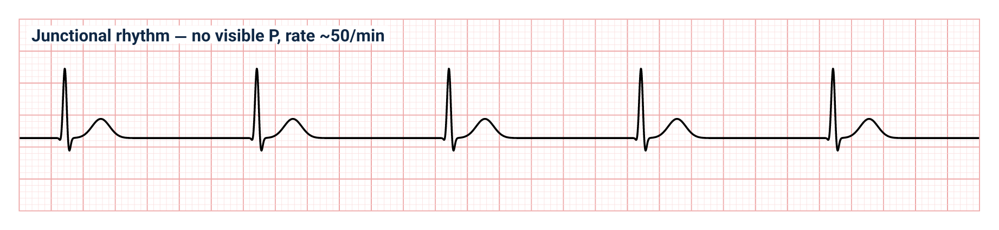 Junctional rhythm — no visible P, rate ~50/min